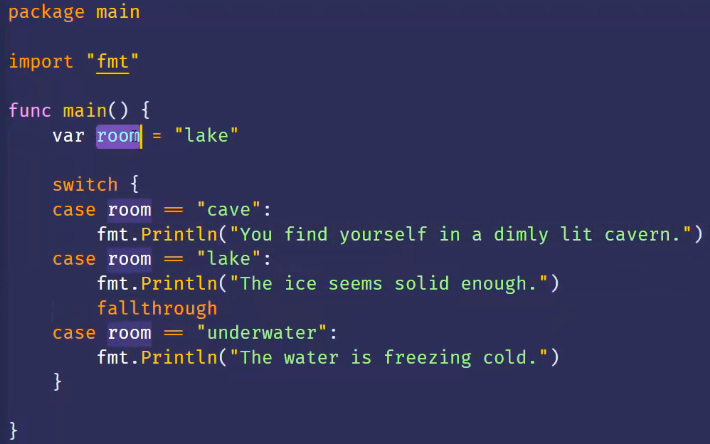 package main
import "fmt"
func main() {
    var room = "lake"
    switch {
    case room == "cave":
        fmt.Println("You find yourself in a dimly lit cavern.")
    case room == "lake":
        fmt.Println("The ice seems solid enough.")
        fallthrough
    case room == "underwater":
        fmt.Println("The water is freezing cold.")
    }
}